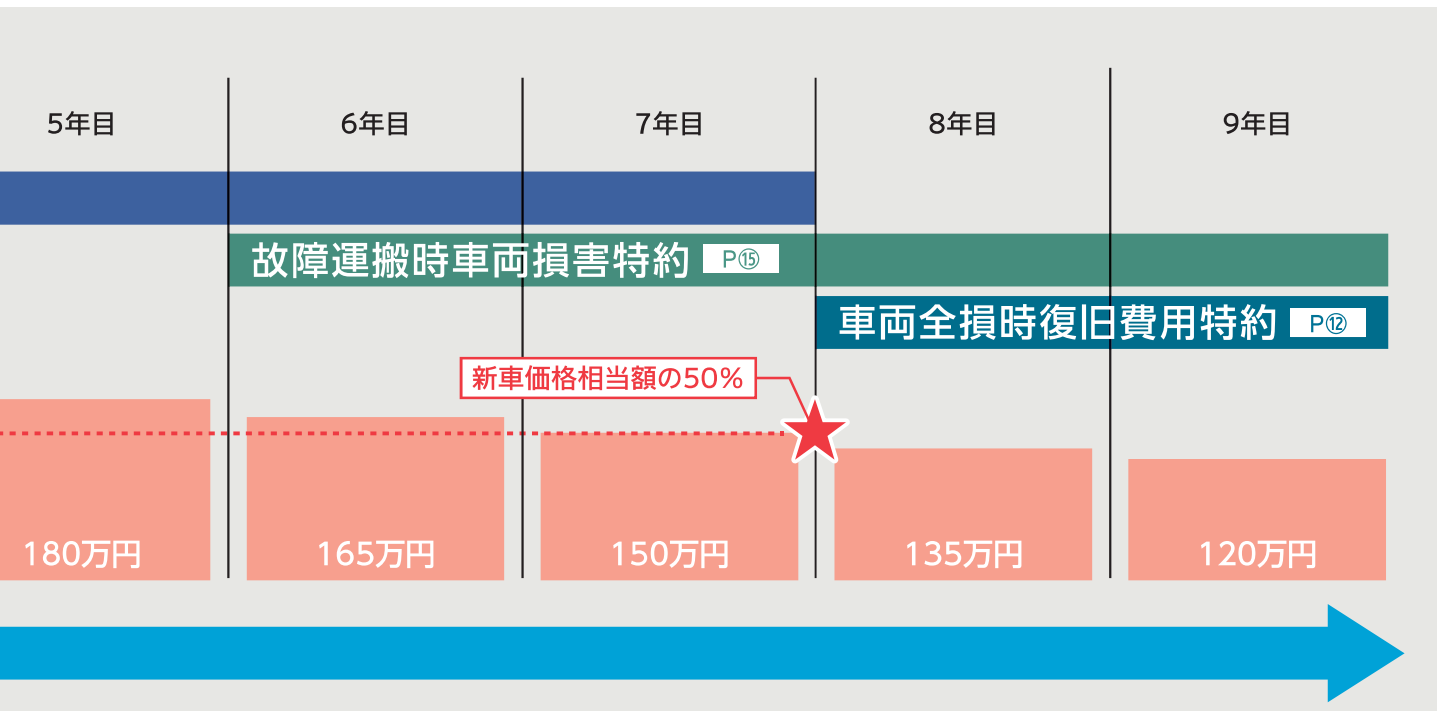 5年目 6年目 7年目 8年目 9年目
故障運搬時車両損害特約 P⑮
車両全損時復旧費用特約 P⑫
新車価格相当額の50%
180万円 165万円 150万円 135万円 120万円